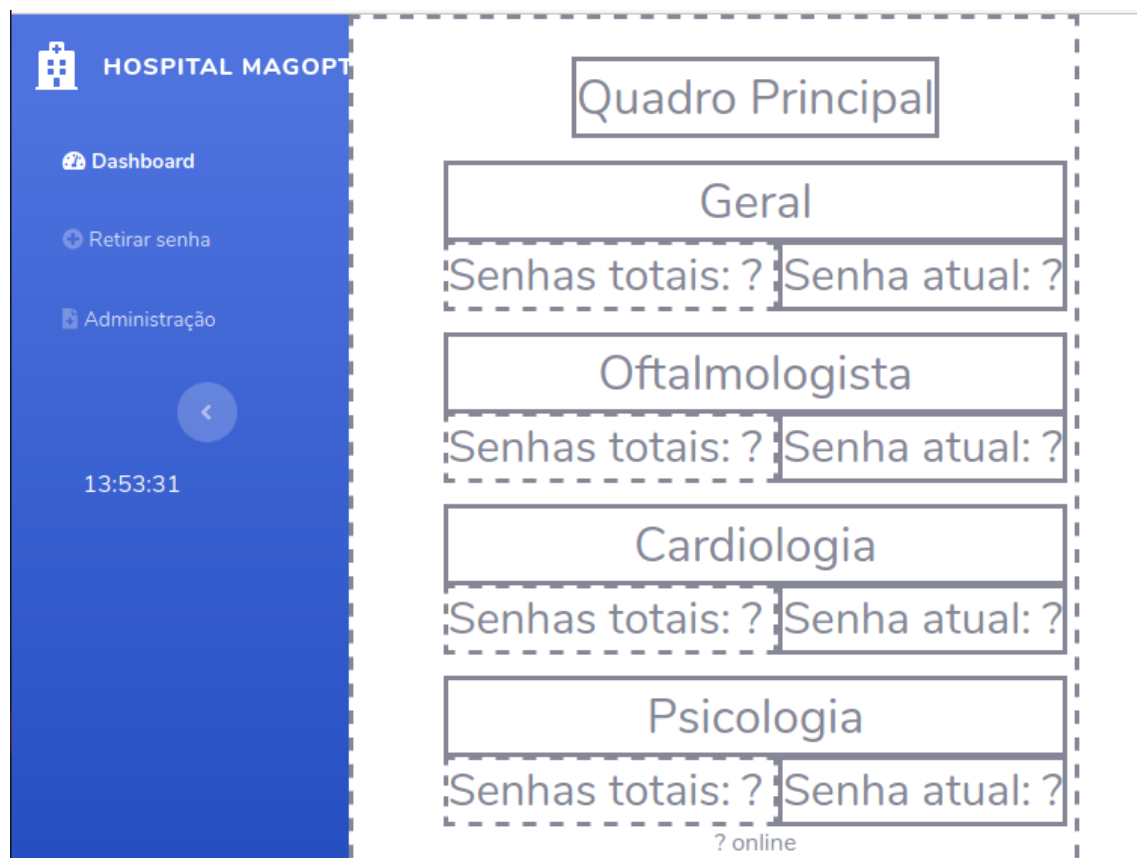 HOSPITAL MAGOPT
Dashboard
Retirar senha
Administração
13:53:31
Quadro Principal
Geral
Senhas totais: ? Senha atual: ?
Oftalmologista
Senhas totais: ? Senha atual: ?
Cardiologia
Senhas totais: ? Senha atual: ?
Psicologia
Senhas totais: ? Senha atual: ?
? online